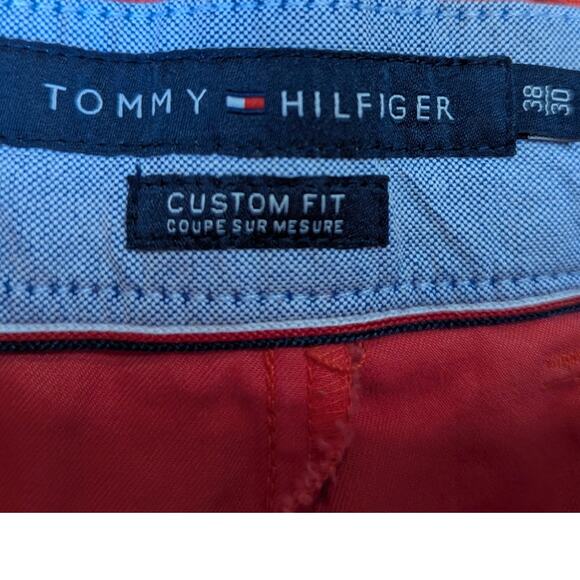 TOMMY HILFIGER
38
30
CUSTOM FIT
COUPE SUR MESURE